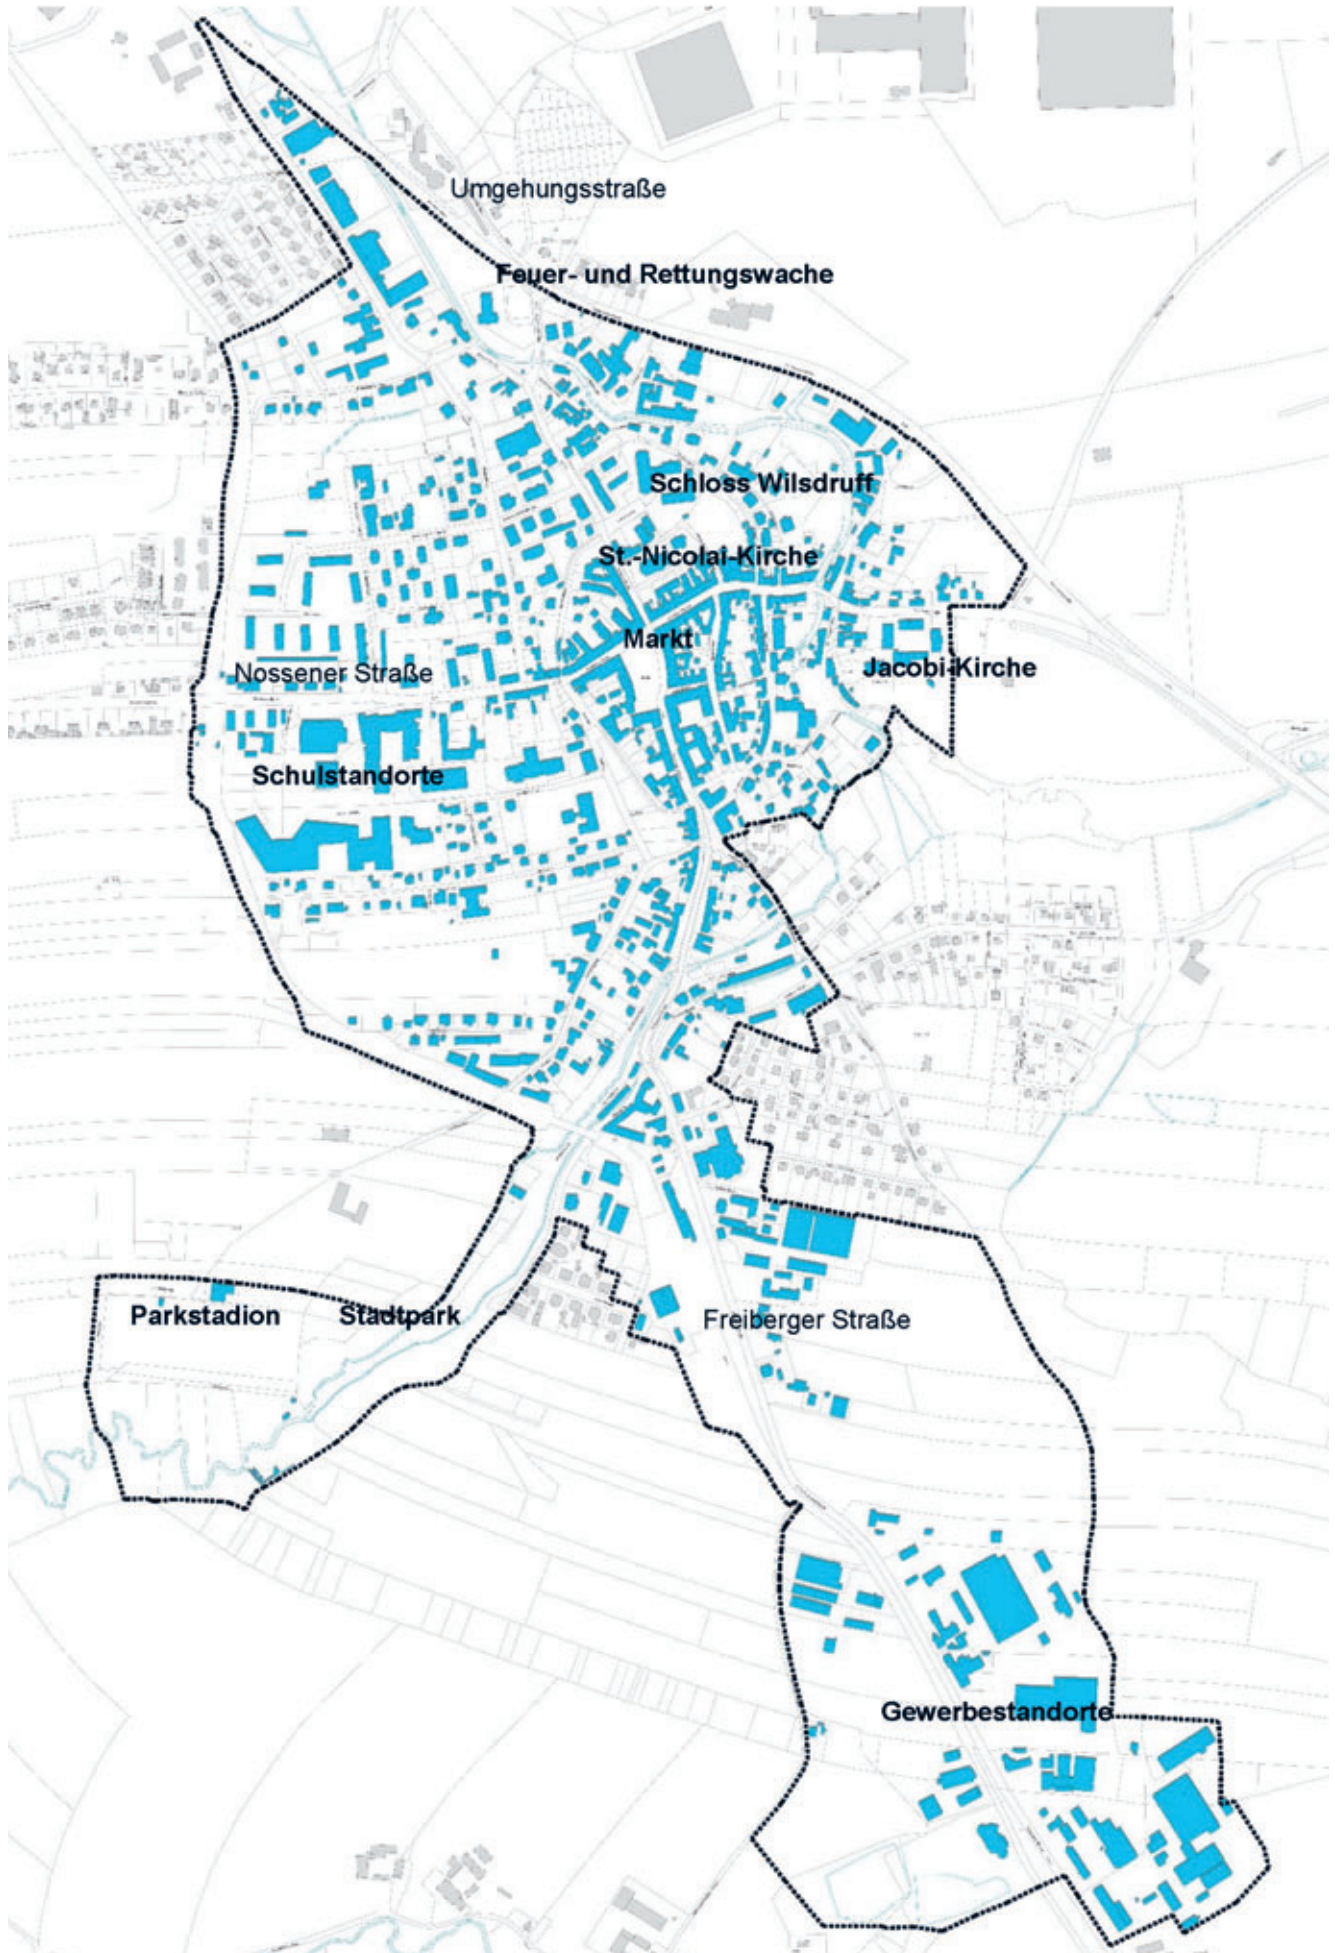 Umgehungsstraße
Feuer- und Rettungswache
Schloss Wilsdruff
St.-Nicolai-Kirche
Markt
Jacobi-Kirche
Nossener Straße
Schulstandorte
Parkstadion
Stadtpark
Freiberger Straße
Gewerbestandorte